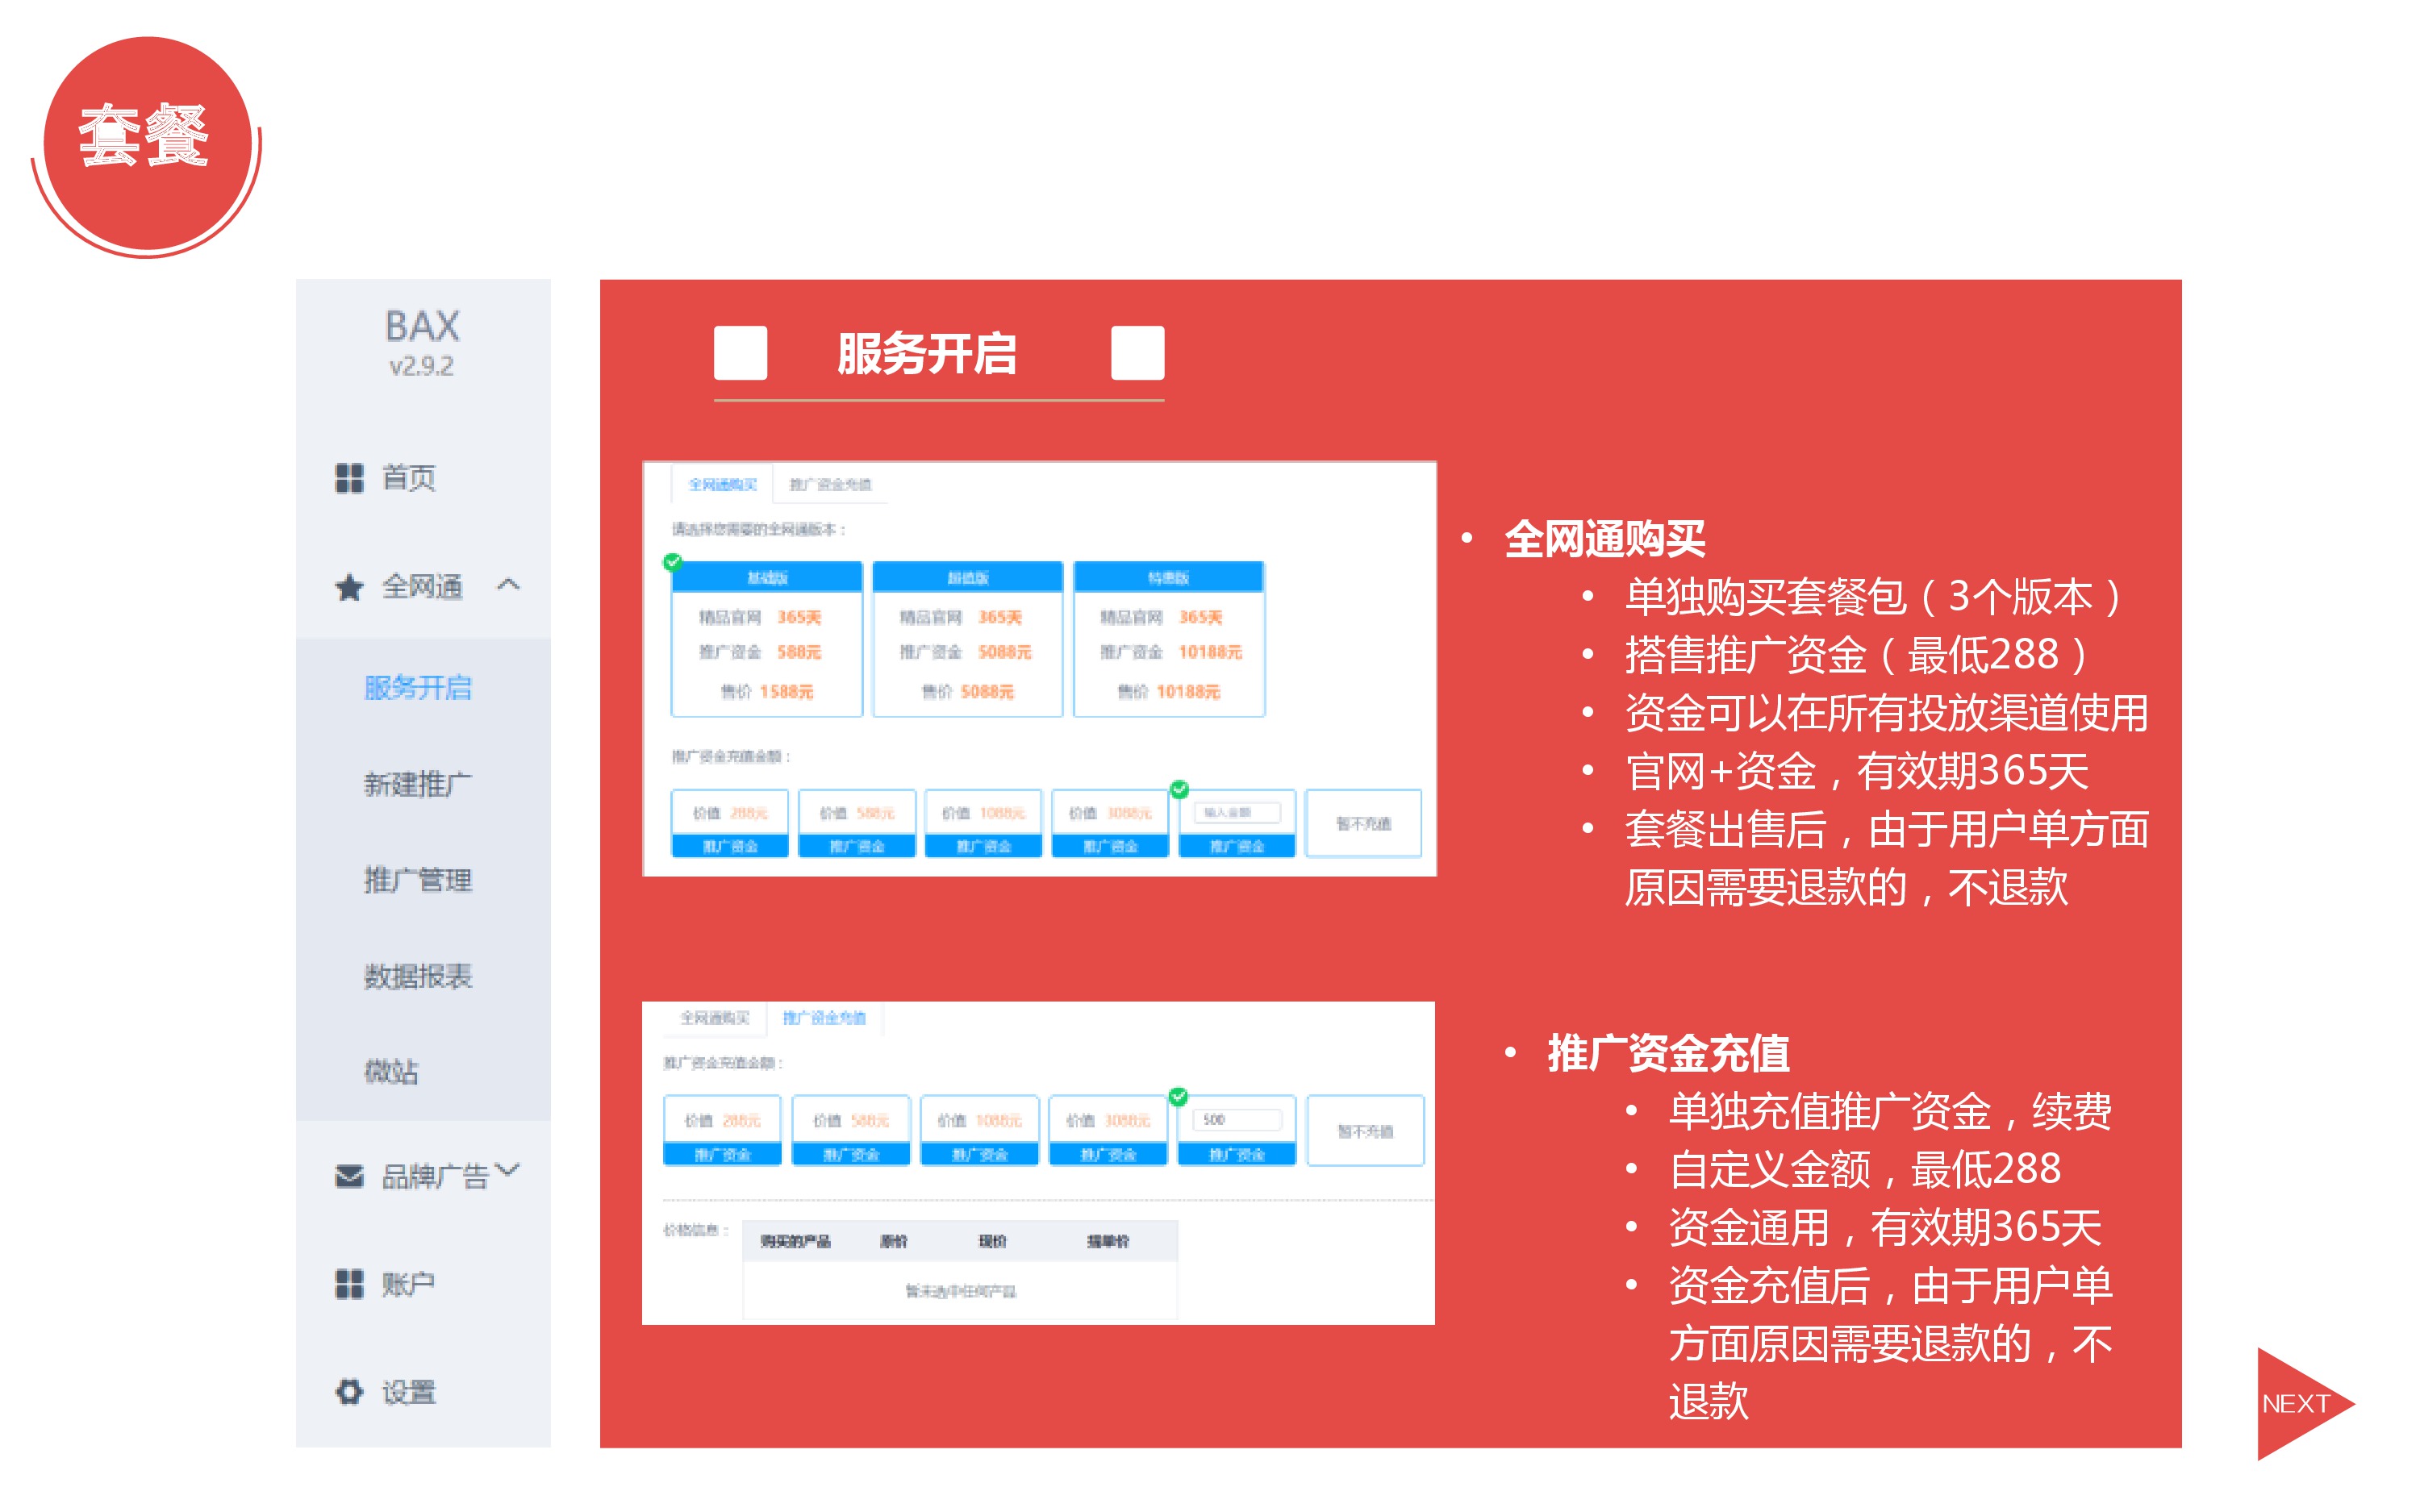 套餐
BAX
v2.9.2
首页
全网通
服务开启
新建推广
推广管理
数据报表
微站
品牌广告
账户
设置
服务开启
全网通购买 推广资金充值
请选择您需要的全网通版本：
基础版 超值版 特惠版
精品官网 365天 精品官网 365天 精品官网 365天
推广资金 588元 推广资金 5088元 推广资金 10188元
售价 1588元 售价 5088元 售价 10188元
推广资金充值金额：
价值 288元 价值 588元 价值 1088元 价值 3088元 输入金额 暂不充值
推广资金 推广资金 推广资金 推广资金 推广资金
• 全网通购买
• 单独购买套餐包（3个版本）
• 搭售推广资金（最低288）
• 资金可以在所有投放渠道使用
• 官网+资金，有效期365天
• 套餐出售后，由于用户单方面
原因需要退款的，不退款
全网通购买 推广资金充值
推广资金充值金额：
价值 288元 价值 588元 价值 1088元 价值 3088元 500 暂不充值
推广资金 推广资金 推广资金 推广资金 推广资金
价格信息： 购买的产品 原价 现价 提单价
暂未选中任何产品
• 推广资金充值
• 单独充值推广资金，续费
• 自定义金额，最低288
• 资金通用，有效期365天
• 资金充值后，由于用户单
方面原因需要退款的，不
退款
NEXT